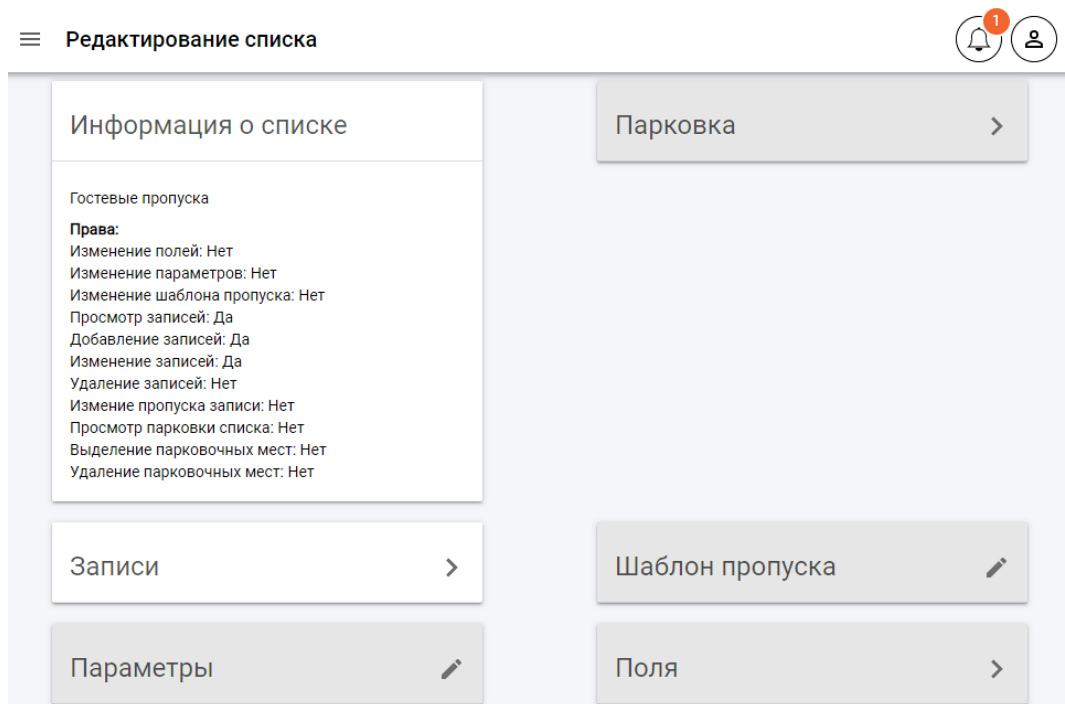 Редактирование списка
1
Информация о списке
Гостевые пропуска
Права:
Изменение полей: Нет
Изменение параметров: Нет
Изменение шаблона пропуска: Нет
Просмотр записей: Да
Добавление записей: Да
Изменение записей: Да
Удаление записей: Нет
Измение пропуска записи: Нет
Просмотр парковки списка: Нет
Выделение парковочных мест: Нет
Удаление парковочных мест: Нет
Парковка
Записи
Шаблон пропуска
Параметры
Поля